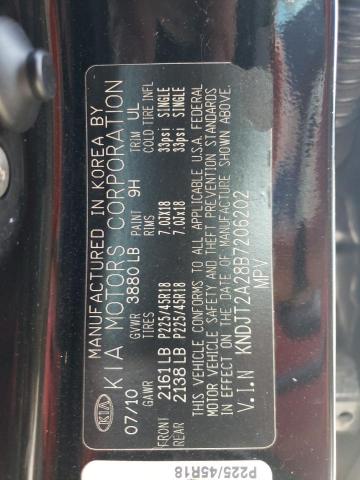 MANUFACTURED IN KOREA BY
KIA KIA MOTORS CORPORATION
07/10 GVWR 3880 LB PAINT 9H TRIM UL
GAWR TIRES RIMS COLD TIRE INFL
FRONT 2161 LB P225/45R18 7.0JX18 33psi SINGLE
REAR 2138 LB P225/45R18 7.0JX18 33psi SINGLE
THIS VEHICLE CONFORMS TO ALL APPLICABLE U.S.A. FEDERAL
MOTOR VEHICLE SAFETY AND THEFT PREVENTION STANDARDS
IN EFFECT ON THE DATE OF MANUFACTURE SHOWN ABOVE.
V.I.N KNDJT2A28B7206202
MPV
P225/45R18